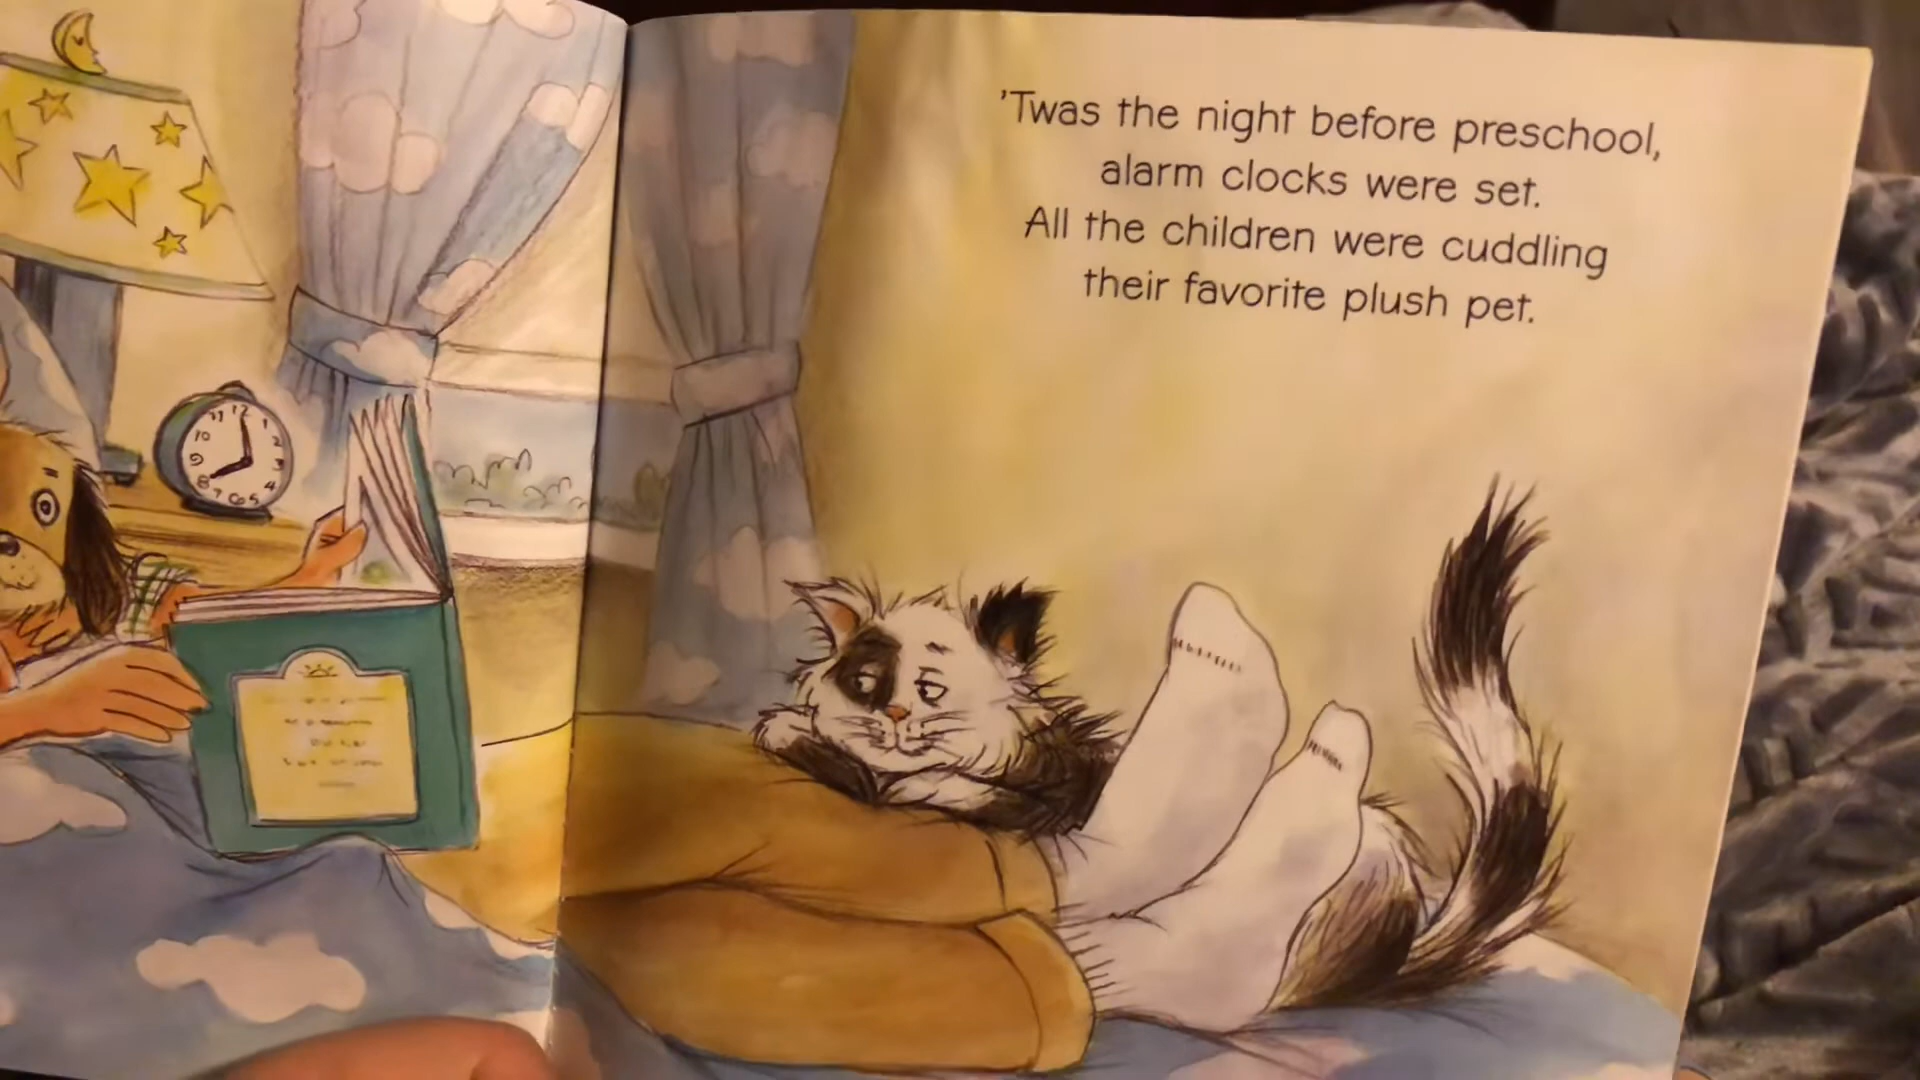 'Twas the night before preschool,
alarm clocks were set.
All the children were cuddling
their favorite plush pet.